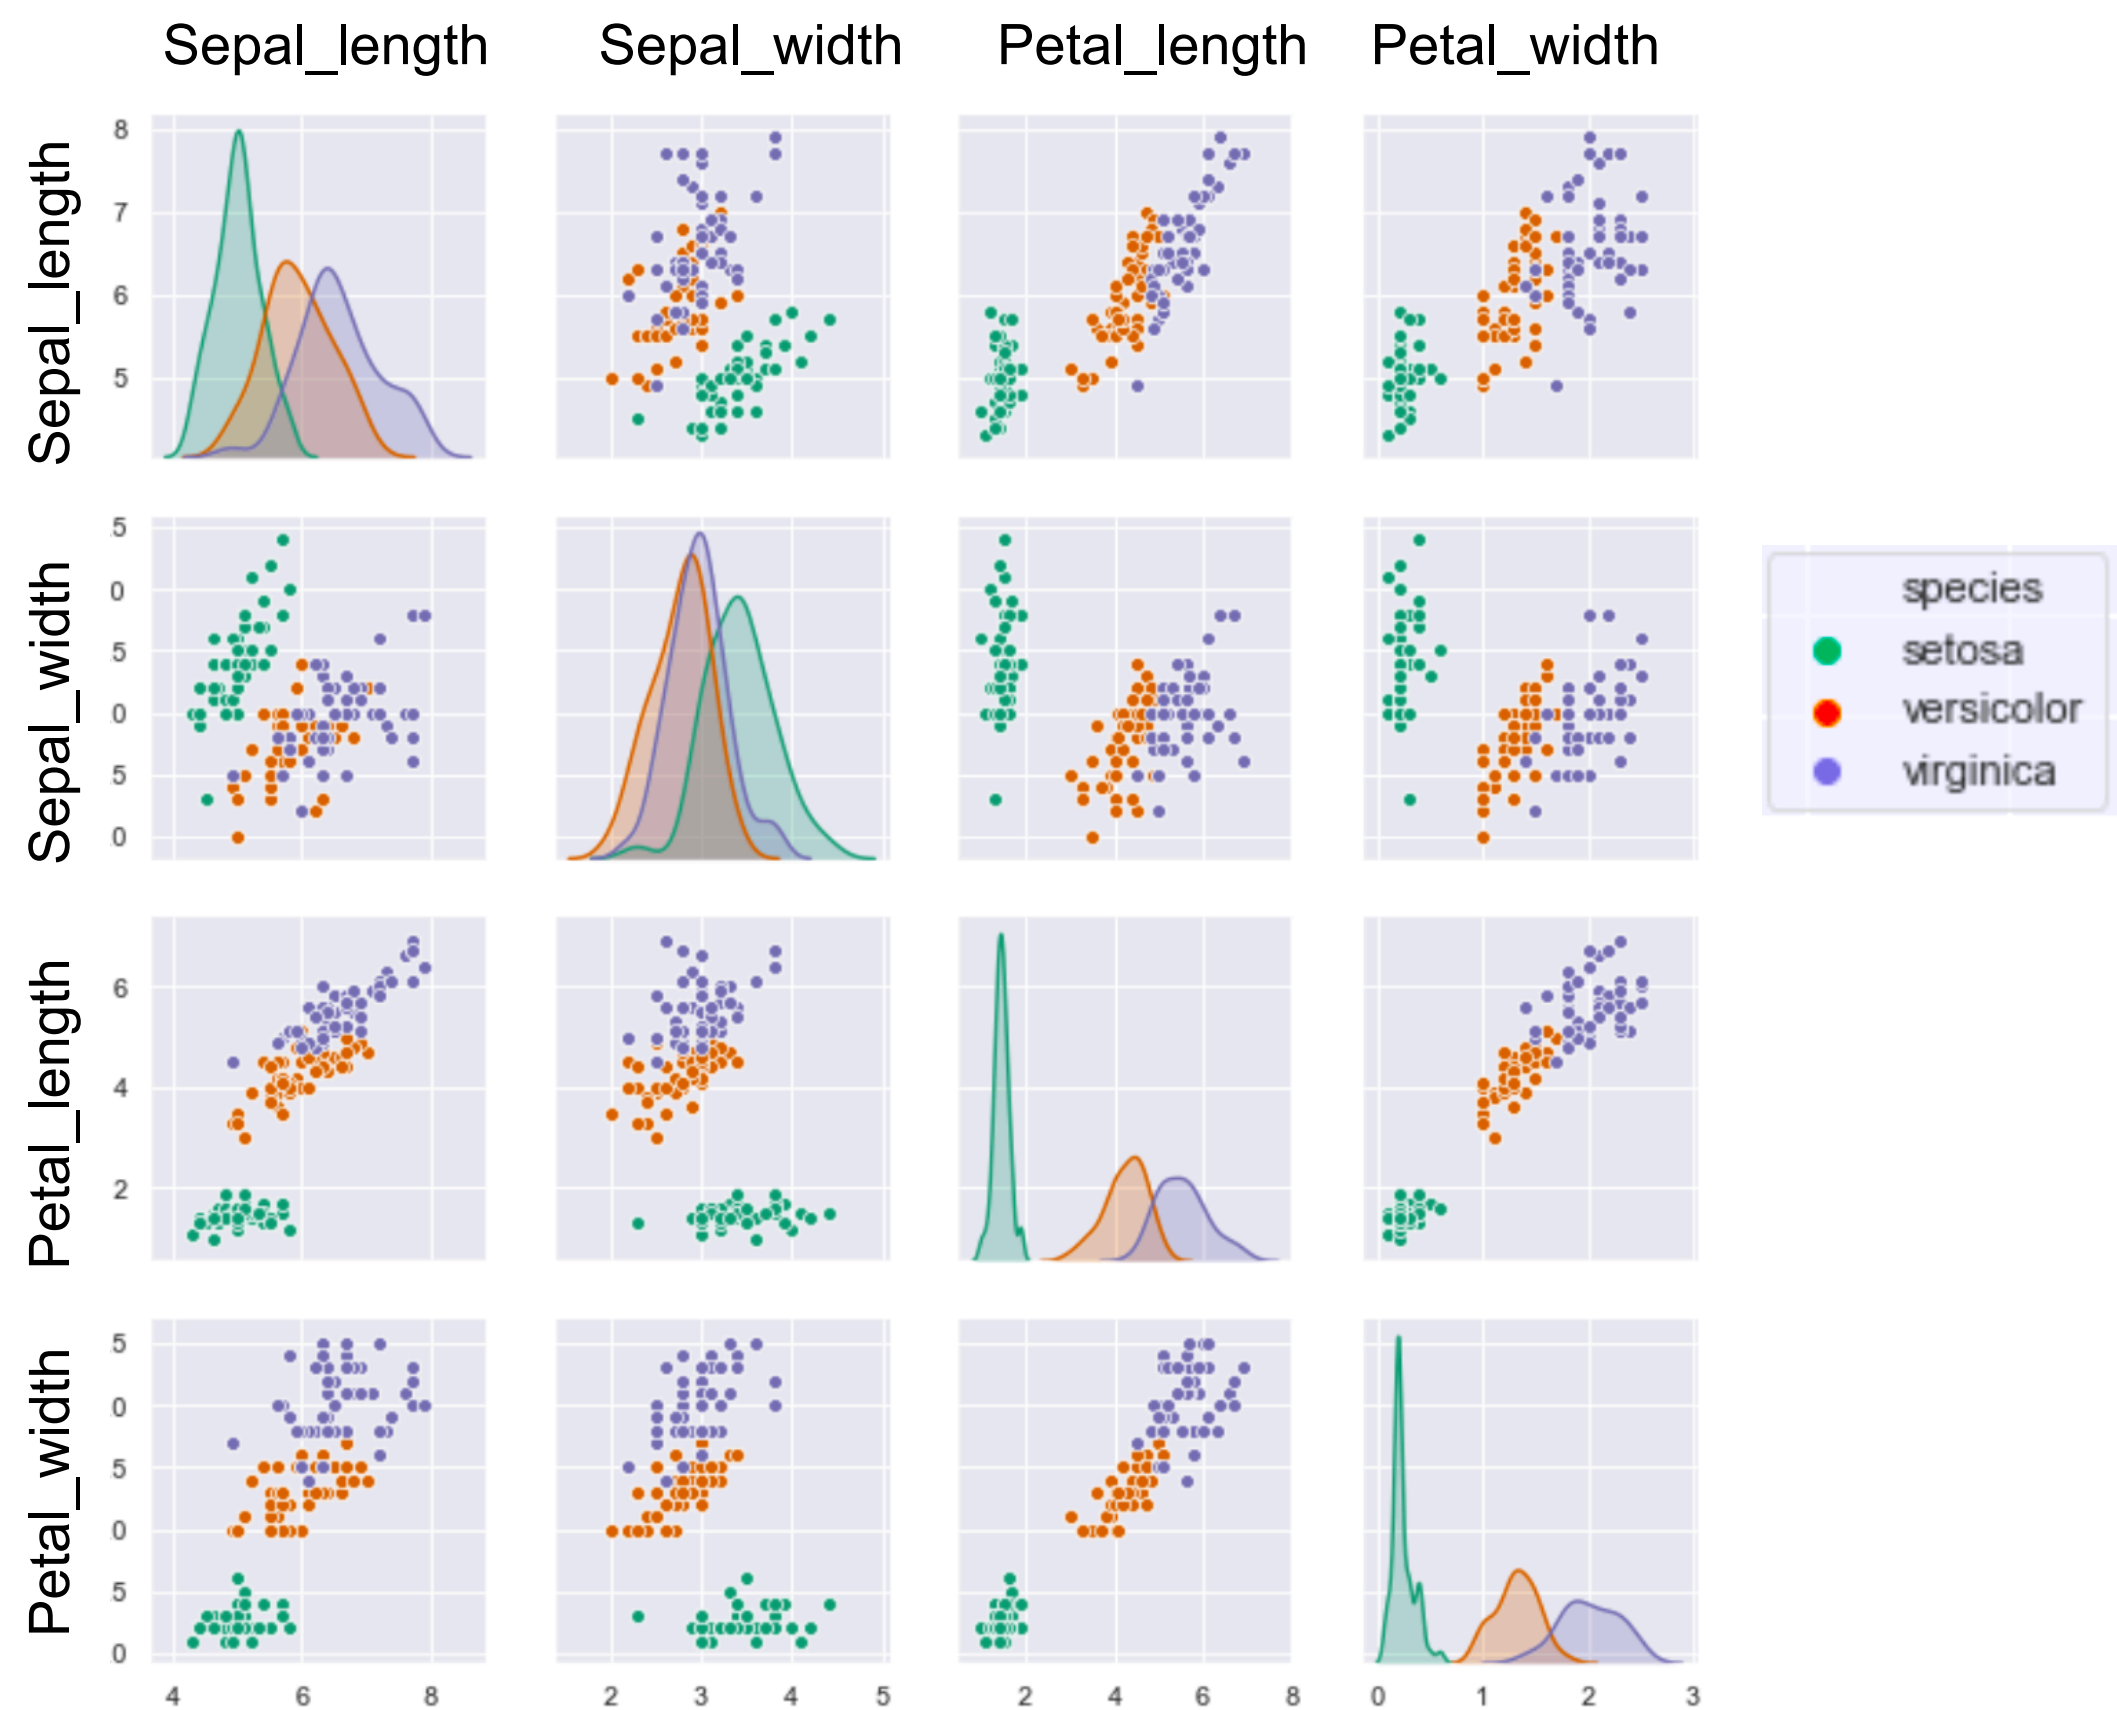 Sepal_length Sepal_width Petal_length Petal_width
Sepal_length
8
7
6
5
Sepal_width
5
0
5
0
5
0
species
setosa
versicolor
virginica
Petal_length
6
4
2
Petal_width
5
0
5
0
5
0
4 6 8 2 3 4 5 2 4 6 8 0 1 2 3